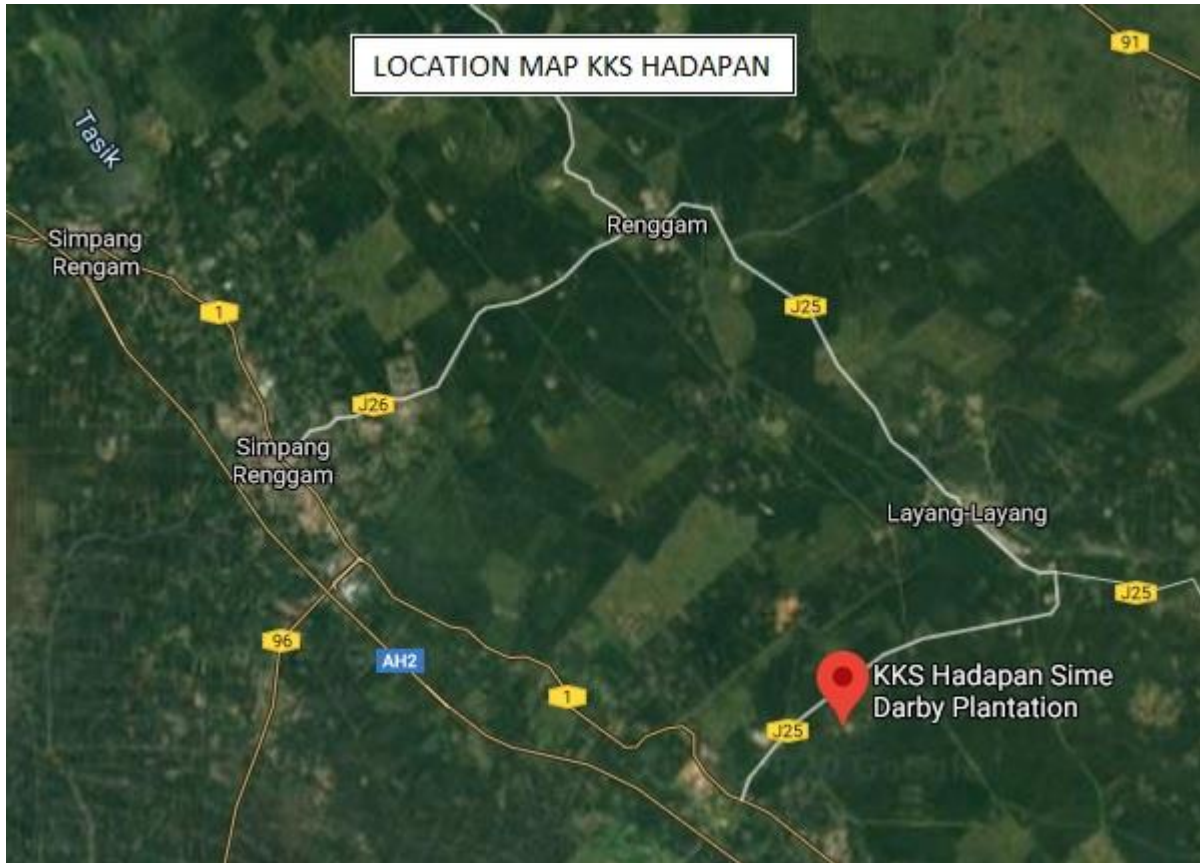 LOCATION MAP KKS HADAPAN
91
Tasik
Renggam
Simpang
Rengam
1
J25
J26
Simpang
Renggam
Layang-Layang
J25
96
AH2
1
KKS Hadapan Sime
Darby Plantation
J25